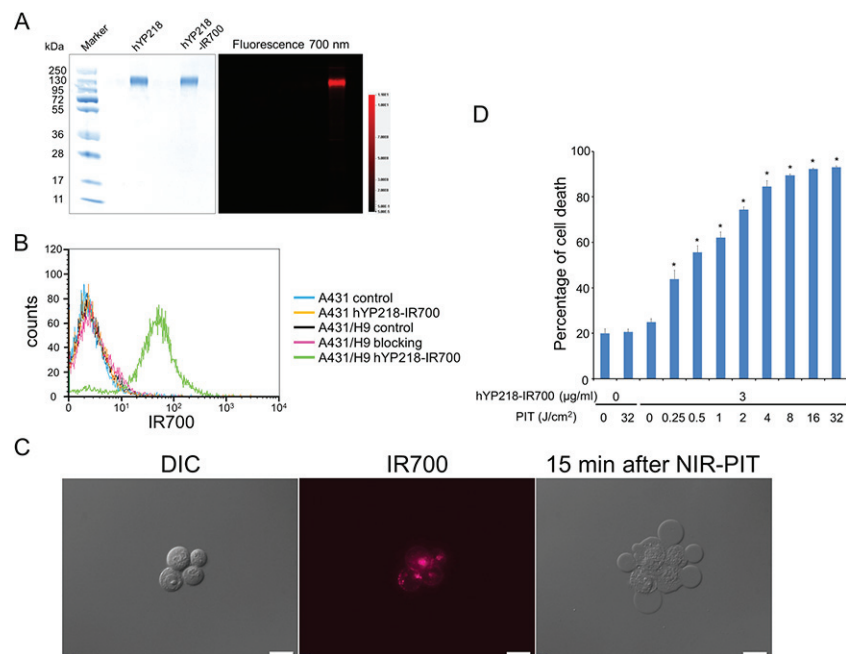 A
kDa
Marker
hYP218
hYP218
-IR700
Fluorescence 700 nm
250
130
95
72
55
36
28
17
11
B
counts
120
100
80
60
40
20
0
0
10¹
10²
10³
10⁴
IR700
A431 control
A431 hYP218-IR700
A431/H9 control
A431/H9 blocking
A431/H9 hYP218-IR700
C
DIC
IR700
15 min after NIR-PIT
D
Percentage of cell death
100
80
60
40
20
0
* * * * * * * *
hYP218-IR700 (µg/ml) 0 3
PIT (J/cm²) 0 32 0 0.25 0.5 1 2 4 8 16 32